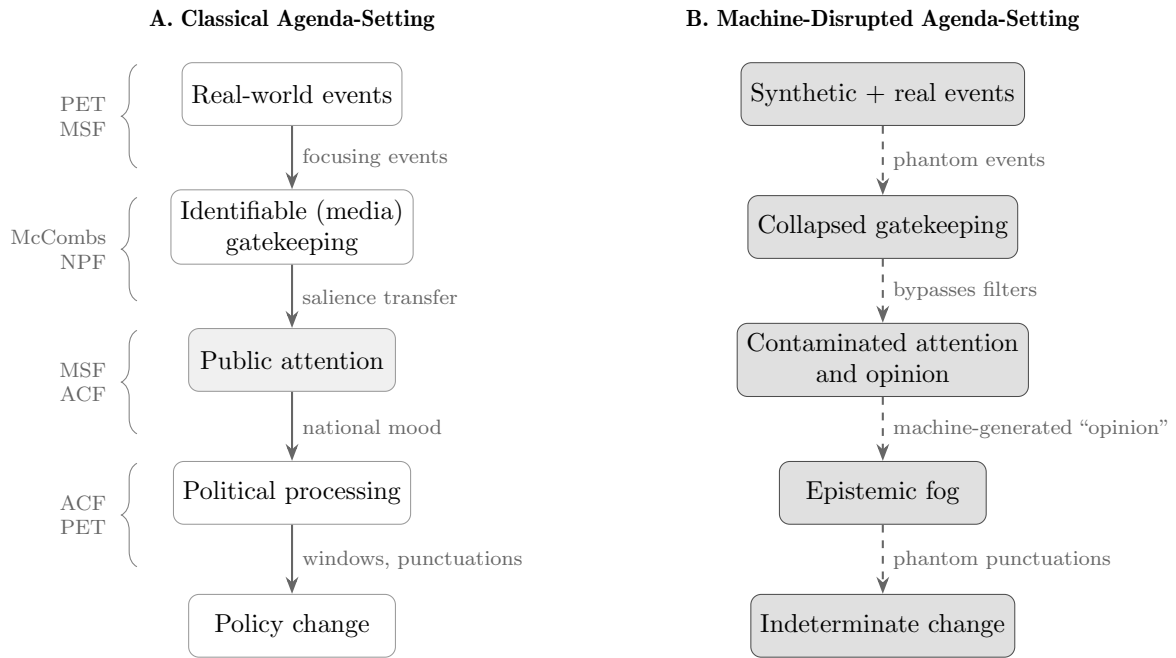 A. Classical Agenda-Setting
PET
MSF
Real-world events
focusing events
McCombs
NPF
Identifiable (media)
gatekeeping
salience transfer
MSF
ACF
Public attention
national mood
ACF
PET
Political processing
windows, punctuations
Policy change
B. Machine-Disrupted Agenda-Setting
Synthetic + real events
phantom events
Collapsed gatekeeping
bypasses filters
Contaminated attention
and opinion
machine-generated “opinion”
Epistemic fog
phantom punctuations
Indeterminate change